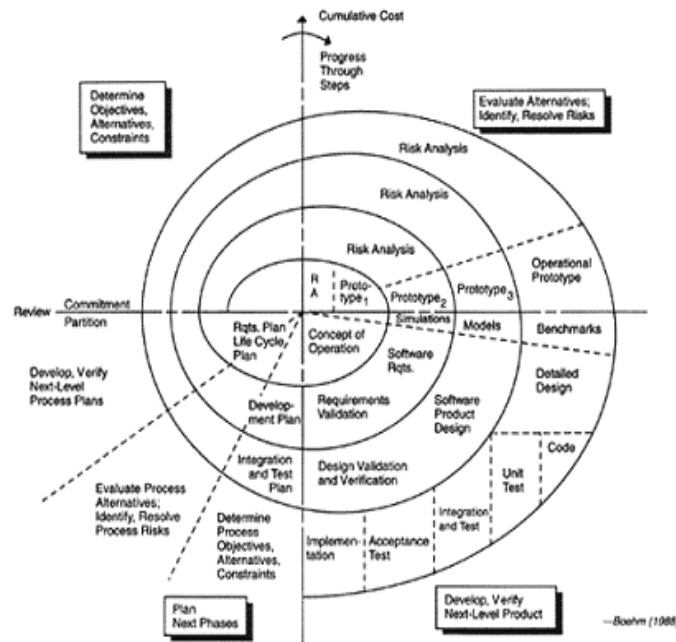 Cumulative Cost
Progress
Through
Steps
Determine
Objectives,
Alternatives,
Constraints
Evaluate Alternatives;
Identify, Resolve Risks
Risk Analysis
Risk Analysis
Risk Analysis
R
A
Proto-
type1
Prototype2
Prototype3
Operational
Prototype
Review
Commitment
Partition
Simulations
Models
Benchmarks
Rqts. Plan
Life Cycle
Plan
Concept of
Operation
Software
Rqts.
Detailed
Design
Develop, Verify
Next-Level
Process Plans
Develop-
ment Plan
Requirements
Validation
Software
Product
Design
Code
Unit
Test
Integration
and Test
Plan
Design Validation
and Verification
Integration
and Test
Evaluate Process
Alternatives;
Identify, Resolve
Process Risks
Determine
Process
Objectives,
Alternatives,
Constraints
Implemen-
tation
Acceptance
Test
Plan
Next Phases
Develop, Verify
Next-Level Product
—Boehm (1988)